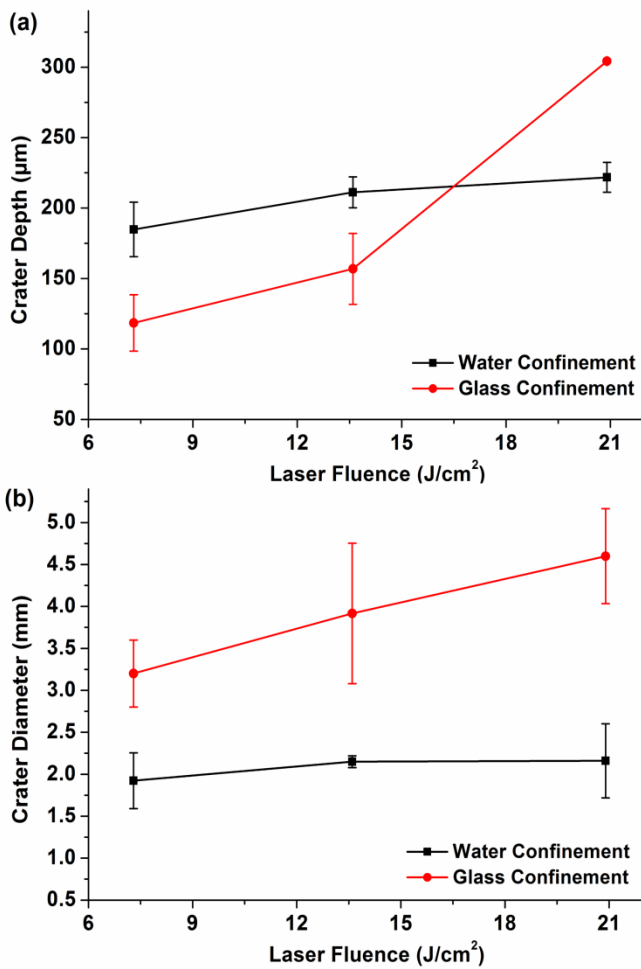 (a)
300
250
200
150
100
50
Crater Depth (µm)
Water Confinement
Glass Confinement
6 9 12 15 18 21
Laser Fluence (J/cm²)
(b)
5.0
4.5
4.0
3.5
3.0
2.5
2.0
1.5
1.0
0.5
Crater Diameter (mm)
Water Confinement
Glass Confinement
6 9 12 15 18 21
Laser Fluence (J/cm²)